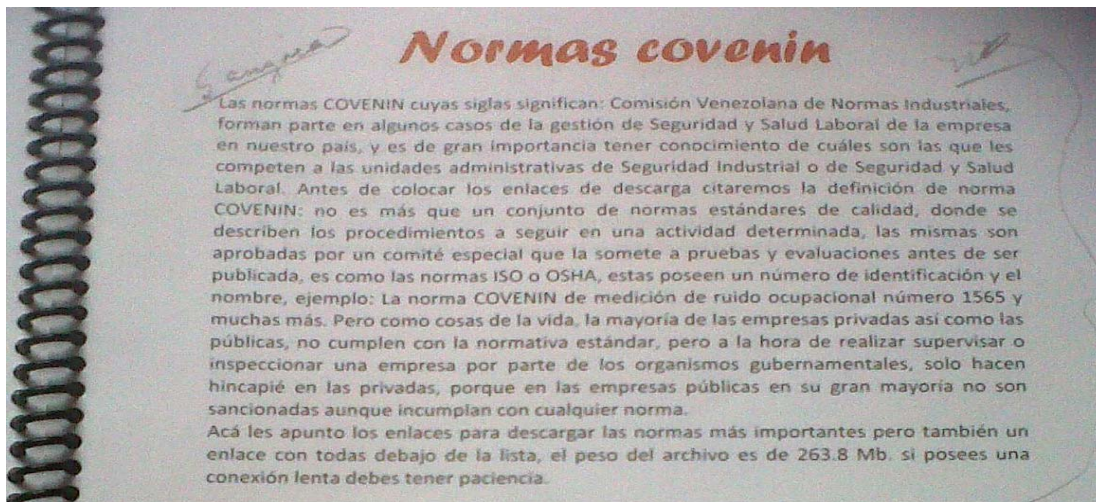 Sangrea
Normas covenin
Las normas COVENIN cuyas siglas significan: Comisión Venezolana de Normas Industriales,
forman parte en algunos casos de la gestión de Seguridad y Salud Laboral de la empresa
en nuestro país, y es de gran importancia tener conocimiento de cuáles son las que les
competen a las unidades administrativas de Seguridad Industrial o de Seguridad y Salud
Laboral. Antes de colocar los enlaces de descarga citaremos la definición de norma
COVENIN: no es más que un conjunto de normas estándares de calidad, donde se
describen los procedimientos a seguir en una actividad determinada, las mismas son
aprobadas por un comité especial que la somete a pruebas y evaluaciones antes de ser
publicada, es como las normas ISO o OSHA, estas poseen un número de identificación y el
nombre, ejemplo: La norma COVENIN de medición de ruido ocupacional número 1565 y
muchas más. Pero como cosas de la vida, la mayoría de las empresas privadas así como las
públicas, no cumplen con la normativa estándar, pero a la hora de realizar supervisar o
inspeccionar una empresa por parte de los organismos gubernamentales, solo hacen
hincapié en las privadas, porque en las empresas públicas en su gran mayoría no son
sancionadas aunque incumplan con cualquier norma.
Acá les apunto los enlaces para descargar las normas más importantes pero también un
enlace con todas debajo de la lista, el peso del archivo es de 263.8 Mb. si posees una
conexión lenta debes tener paciencia.